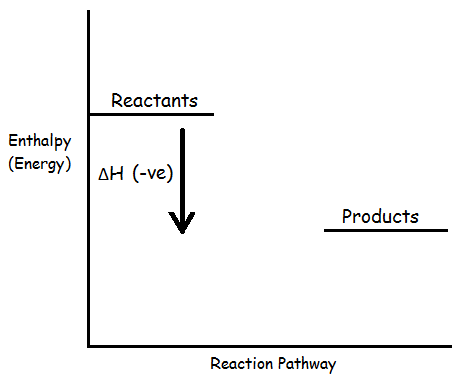 Reactants
Enthalpy
(Energy)
ΔH (-ve)
Products
Reaction Pathway